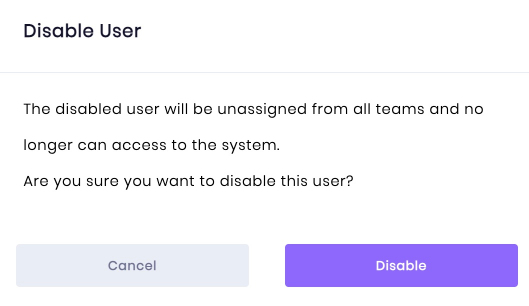 Disable User
The disabled user will be unassigned from all teams and no
longer can access to the system.
Are you sure you want to disable this user?
Cancel
Disable